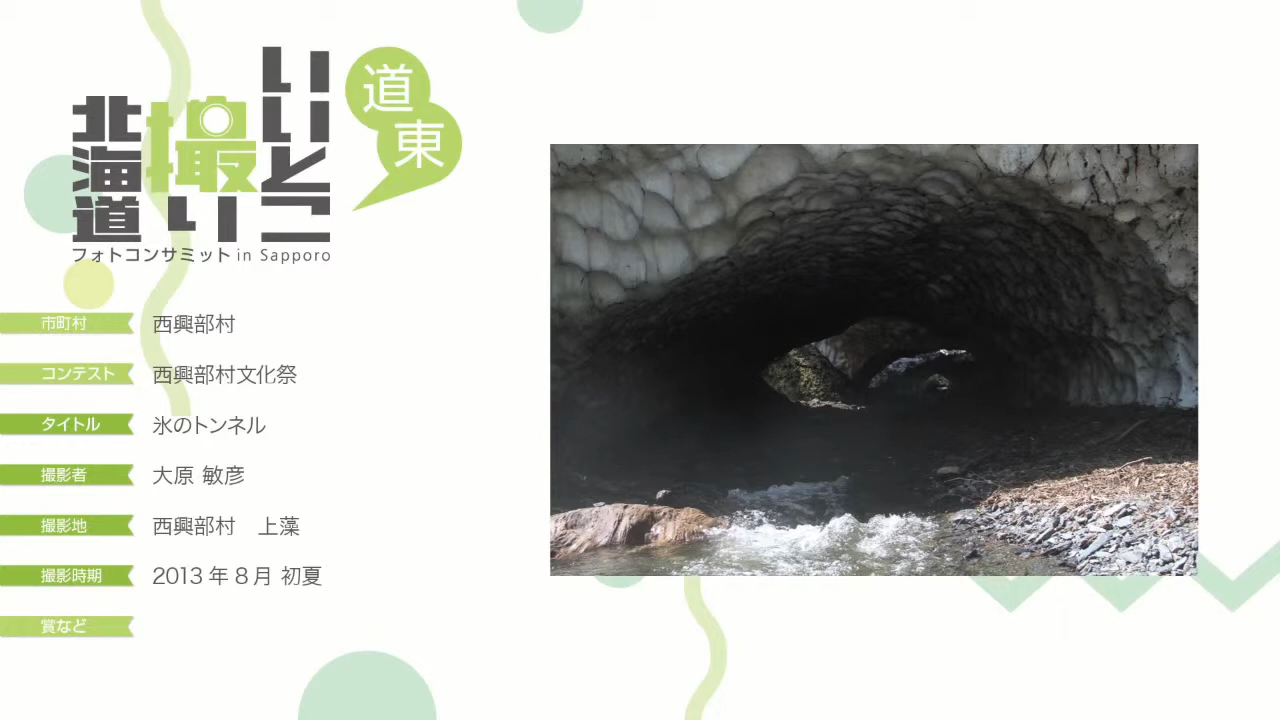 北海道
撮り
いいとこ
道東
フォトコンサミット in Sapporo
市町村 西興部村
コンテスト 西興部村文化祭
タイトル 氷のトンネル
撮影者 大原 敏彦
撮影地 西興部村　上藻
撮影時期 2013 年 8 月 初夏
賞など